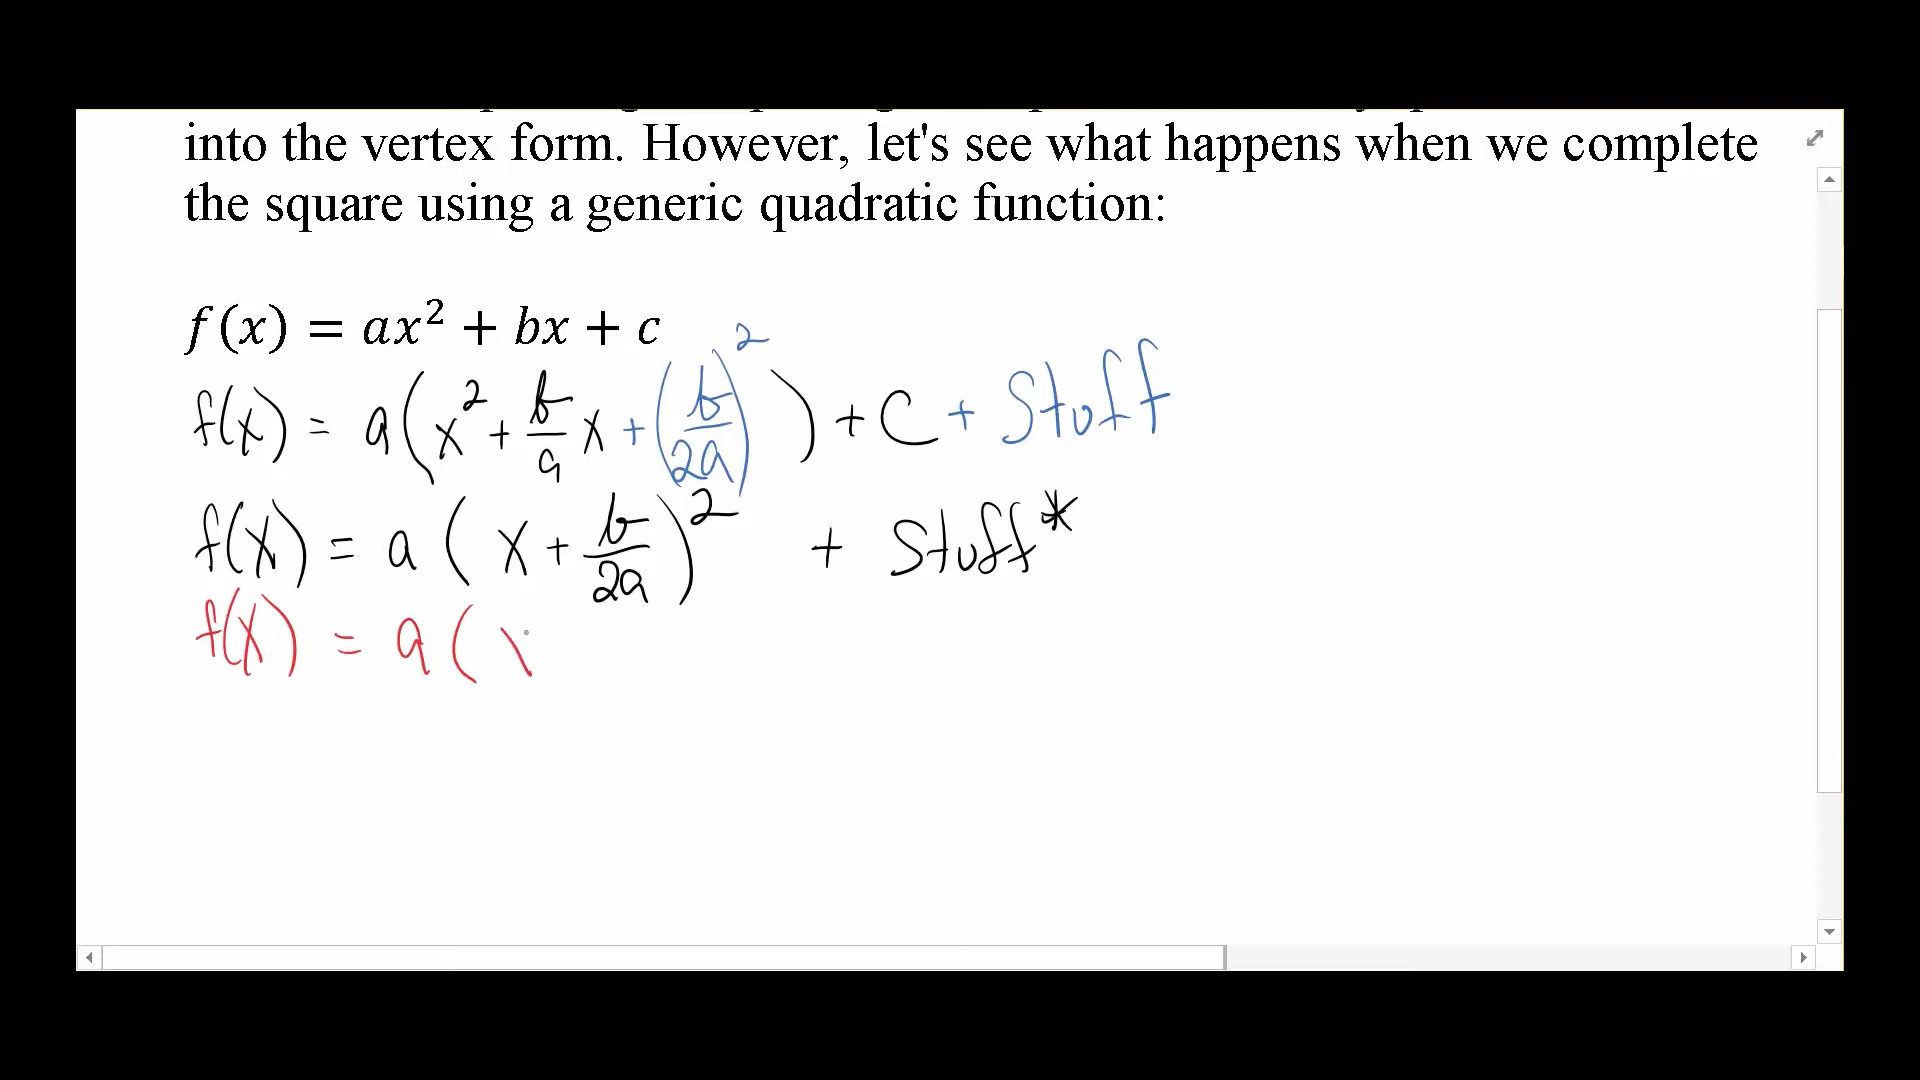 into the vertex form. However, let's see what happens when we complete
the square using a generic quadratic function:
f(x) = ax² + bx + c
f(x) = a(x² + b/a x + (b/2a)²) + C + Stuff
f(x) = a(x + b/2a)² + Stuff*
f(x) = a(